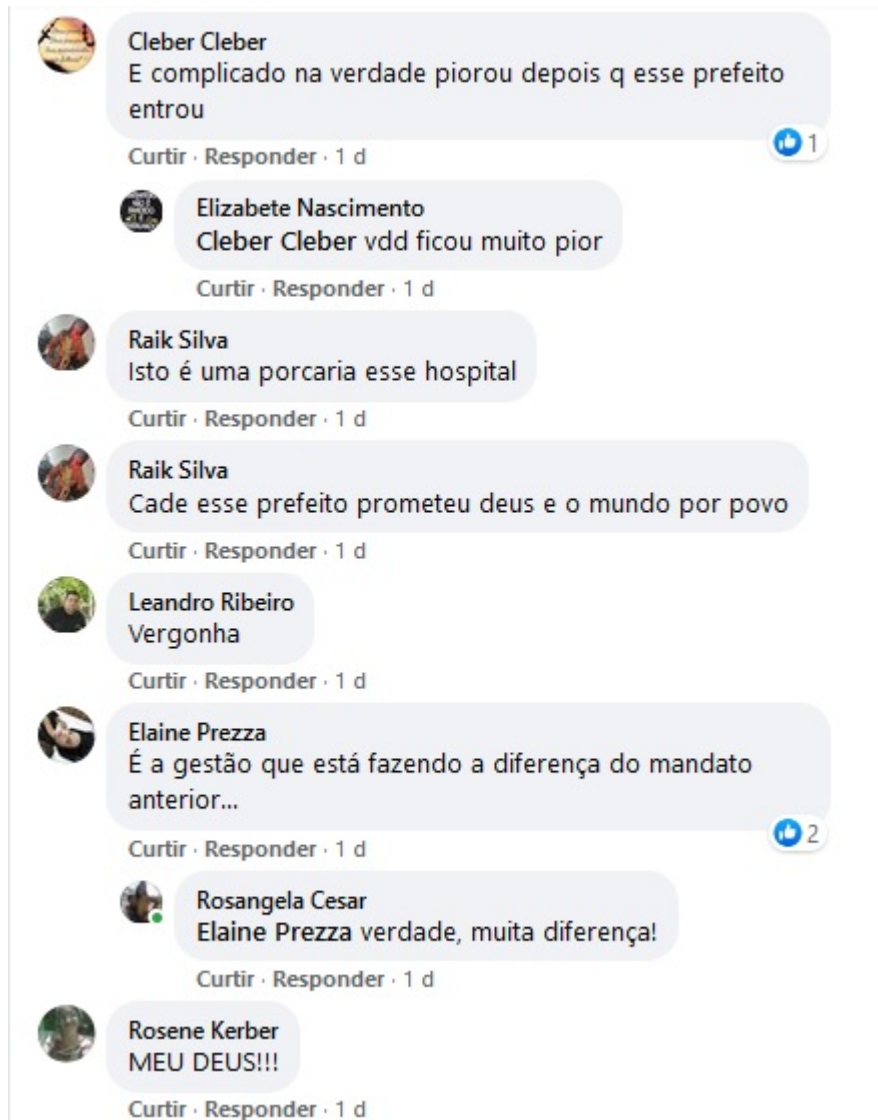 Cleber Cleber
E complicado na verdade piorou depois q esse prefeito
entrou
1
Curtir · Responder · 1 d
Elizabete Nascimento
Cleber Cleber vdd ficou muito pior
Curtir · Responder · 1 d
Raik Silva
Isto é uma porcaria esse hospital
Curtir · Responder · 1 d
Raik Silva
Cade esse prefeito prometeu deus e o mundo por povo
Curtir · Responder · 1 d
Leandro Ribeiro
Vergonha
Curtir · Responder · 1 d
Elaine Prezza
É a gestão que está fazendo a diferença do mandato
anterior...
2
Curtir · Responder · 1 d
Rosangela Cesar
Elaine Prezza verdade, muita diferença!
Curtir · Responder · 1 d
Rosene Kerber
MEU DEUS!!!
Curtir · Responder · 1 d